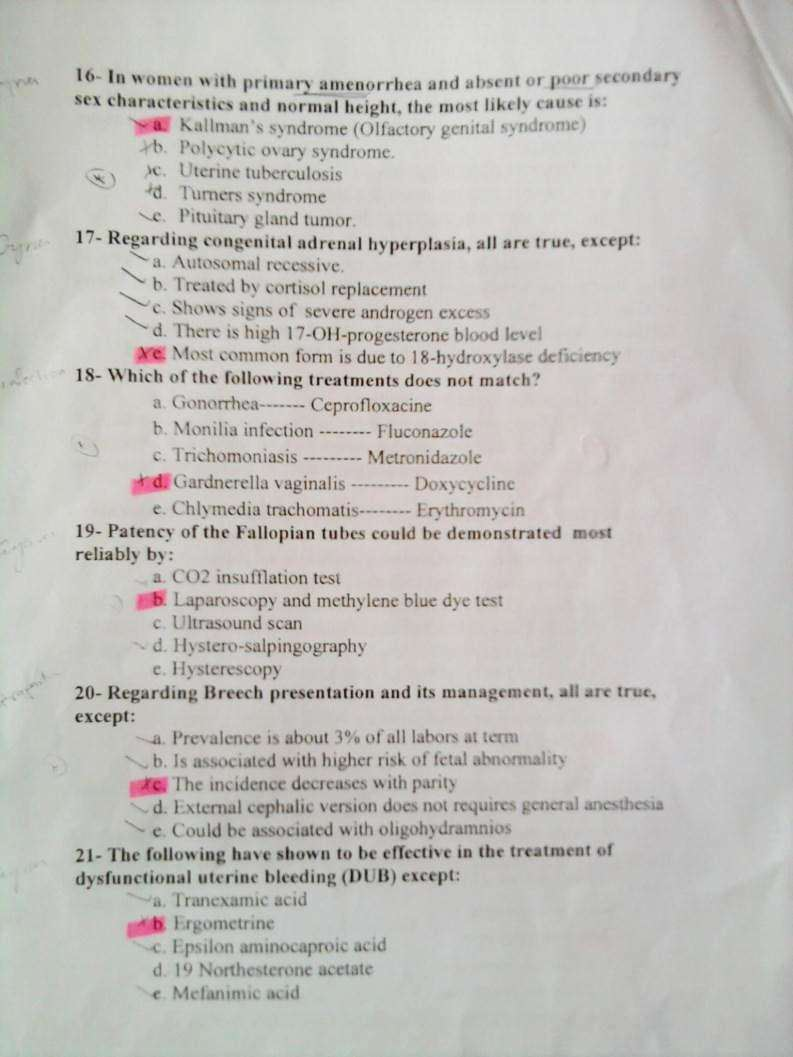 16- In women with primary amenorrhea and absent or poor secondary
sex characteristics and normal height, the most likely cause is:
a. Kallman's syndrome (Olfactory genital syndrome)
b. Polycytic ovary syndrome.
c. Uterine tuberculosis
d. Turners syndrome
e. Pituitary gland tumor.
17- Regarding congenital adrenal hyperplasia, all are true, except:
a. Autosomal recessive.
b. Treated by cortisol replacement
c. Shows signs of severe androgen excess
d. There is high 17-OH-progesterone blood level
e. Most common form is due to 18-hydroxylase deficiency
18- Which of the following treatments does not match?
a. Gonorrhea------- Ceprofloxacine
b. Monilia infection -------- Fluconazole
c. Trichomoniasis --------- Metronidazole
d. Gardnerella vaginalis --------- Doxycycline
e. Chlymedia trachomatis-------- Erythromycin
19- Patency of the Fallopian tubes could be demonstrated most
reliably by:
a. CO2 insufflation test
b. Laparoscopy and methylene blue dye test
c. Ultrasound scan
d. Hystero-salpingography
e. Hysterescopy
20- Regarding Breech presentation and its management, all are true,
except:
a. Prevalence is about 3% of all labors at term
b. Is associated with higher risk of fetal abnormality
c. The incidence decreases with parity
d. External cephalic version does not requires general anesthesia
e. Could be associated with oligohydramnios
21- The following have shown to be effective in the treatment of
dysfunctional uterine bleeding (DUB) except:
a. Tranexamic acid
b. Ergometrine
c. Epsilon aminocaproic acid
d. 19 Northesterone acetate
e. Mefanimic acid